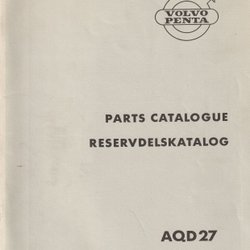 VOLVO
PENTA
PARTS CATALOGUE
RESERVDELSKATALOG
AQD27